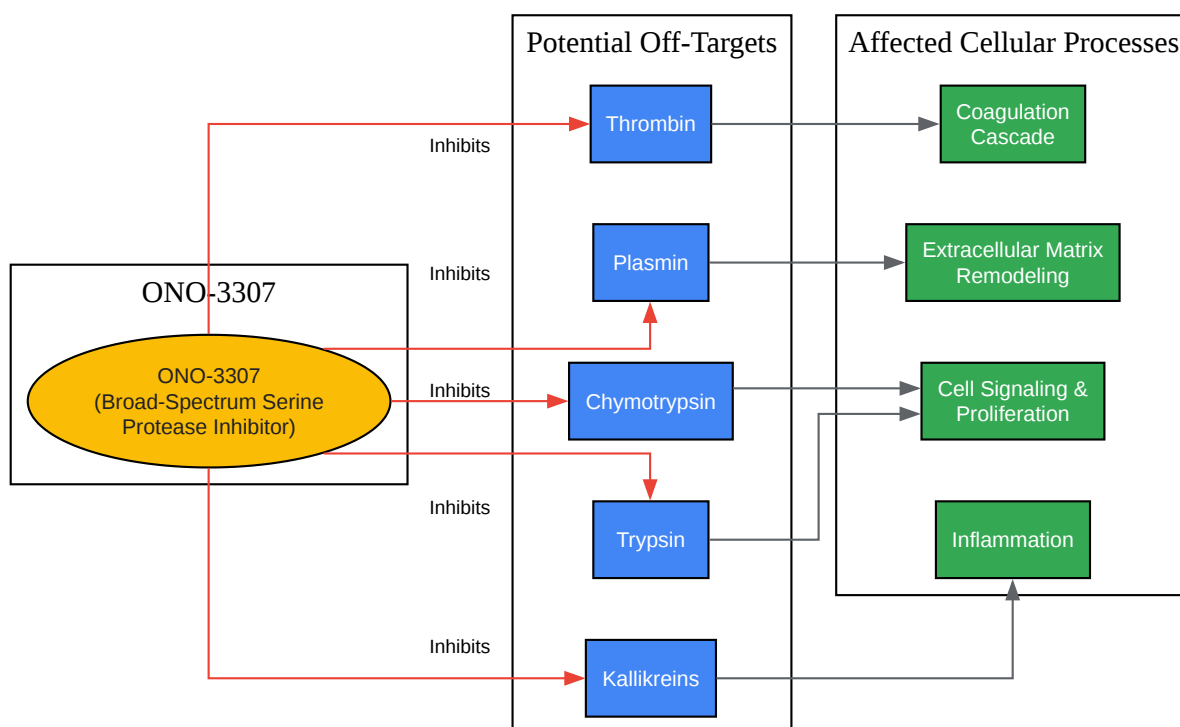 Potential Off-Targets
Affected Cellular Processes
Thrombin
Coagulation
Cascade
Inhibits
Plasmin
Extracellular Matrix
Remodeling
Inhibits
ONO-3307
ONO-3307
(Broad-Spectrum Serine
Protease Inhibitor)
Inhibits
Chymotrypsin
Cell Signaling &
Proliferation
Inhibits
Trypsin
Inflammation
Inhibits
Kallikreins